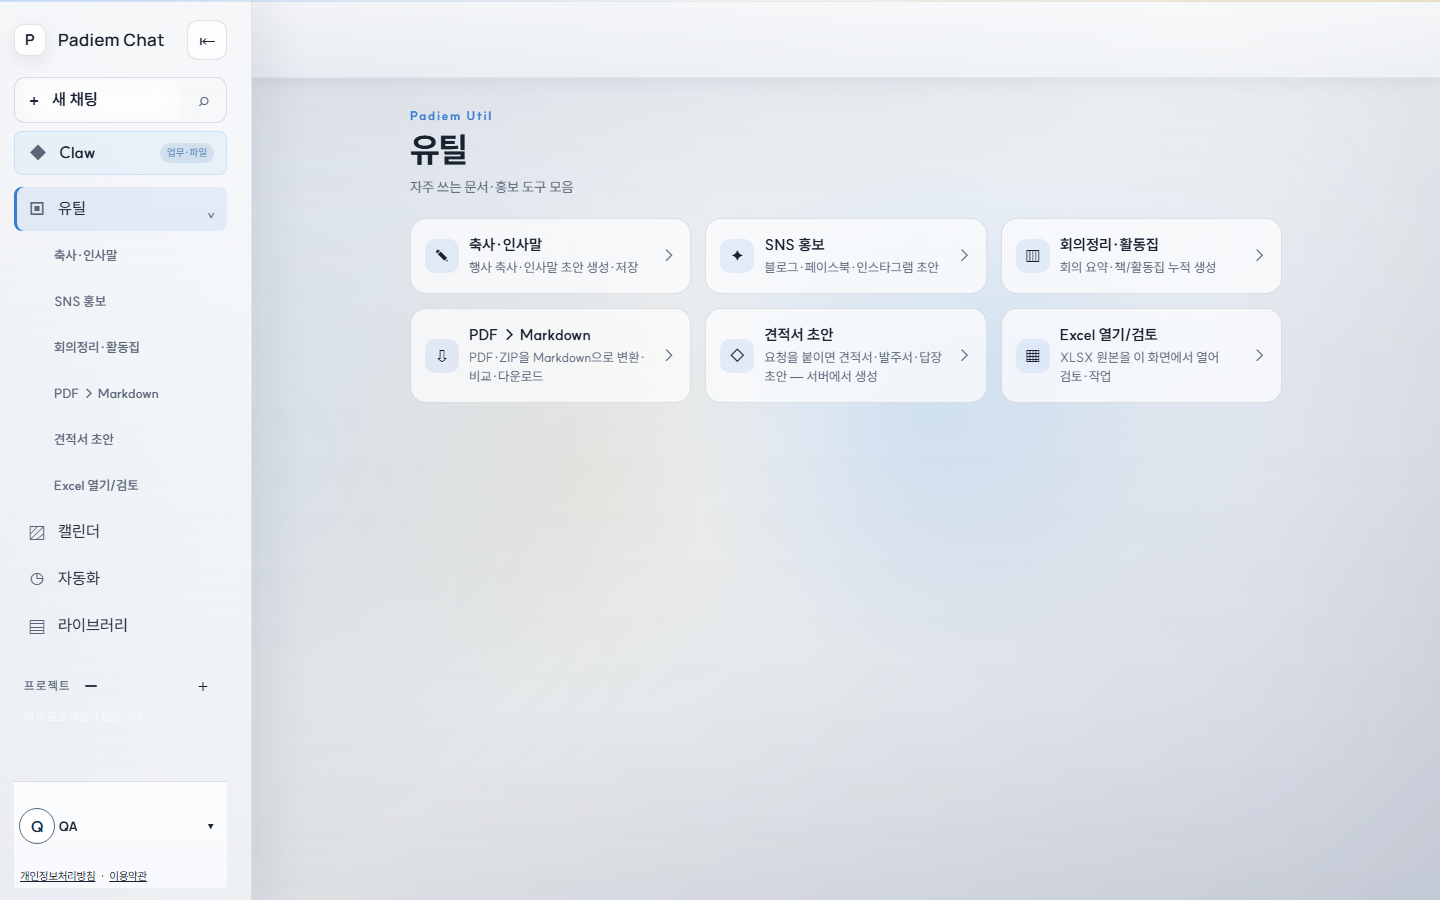 P Padiem Chat
+ 새 채팅
Claw 업무·파일
유틸
축사·인사말
SNS 홍보
회의정리·활동집
PDF > Markdown
견적서 초안
Excel 열기/검토
캘린더
자동화
라이브러리
프로젝트 — +
아직 프로젝트가 없습니다
Q QA
개인정보처리방침 · 이용약관
Padiem Util
유틸
자주 쓰는 문서·홍보 도구 모음
축사·인사말
행사 축사·인사말 초안 생성·저장
SNS 홍보
블로그·페이스북·인스타그램 초안
회의정리·활동집
회의 요약·책/활동집 누적 생성
PDF > Markdown
PDF·ZIP을 Markdown으로 변환·
비교·다운로드
견적서 초안
요청을 붙이면 견적서·발주서·답장
초안 — 서버에서 생성
Excel 열기/검토
XLSX 원본을 이 화면에서 열어
검토·작업